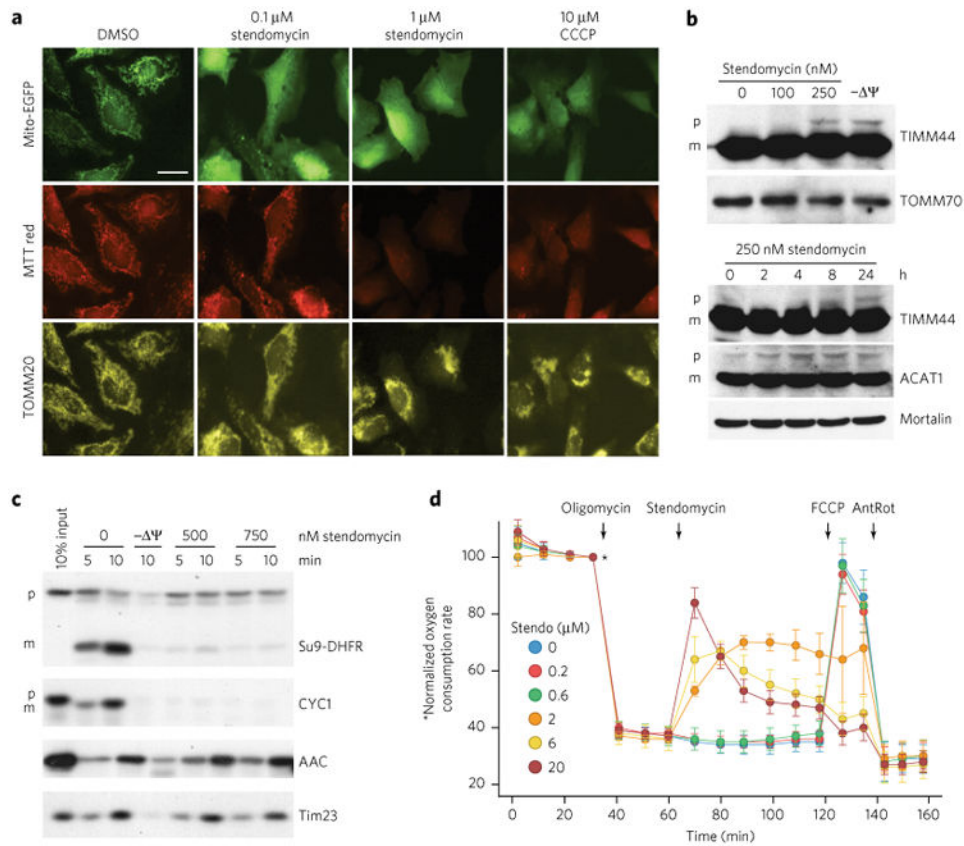 a
DMSO
0.1 μM
stendomycin
1 μM
stendomycin
10 μM
CCCP
Mito-EGFP
MTT red
TOMM20
b
Stendomycin (nM)
0 100 250 −ΔΨ
p
m
TIMM44
TOMM70
250 nM stendomycin
0 2 4 8 24 h
p
m
TIMM44
p
m
ACAT1
Mortalin
c
10% input
0 −ΔΨ 500 750 nM stendomycin
5 10 10 5 10 5 10 min
p
m
Su9-DHFR
p
m
CYC1
AAC
Tim23
d
Oligomycin Stendomycin FCCP AntRot
*
*Normalized oxygen
consumption rate
100
80
60
40
20
Stendo (μM)
0
0.2
0.6
2
6
20
0 20 40 60 80 100 120 140 160
Time (min)